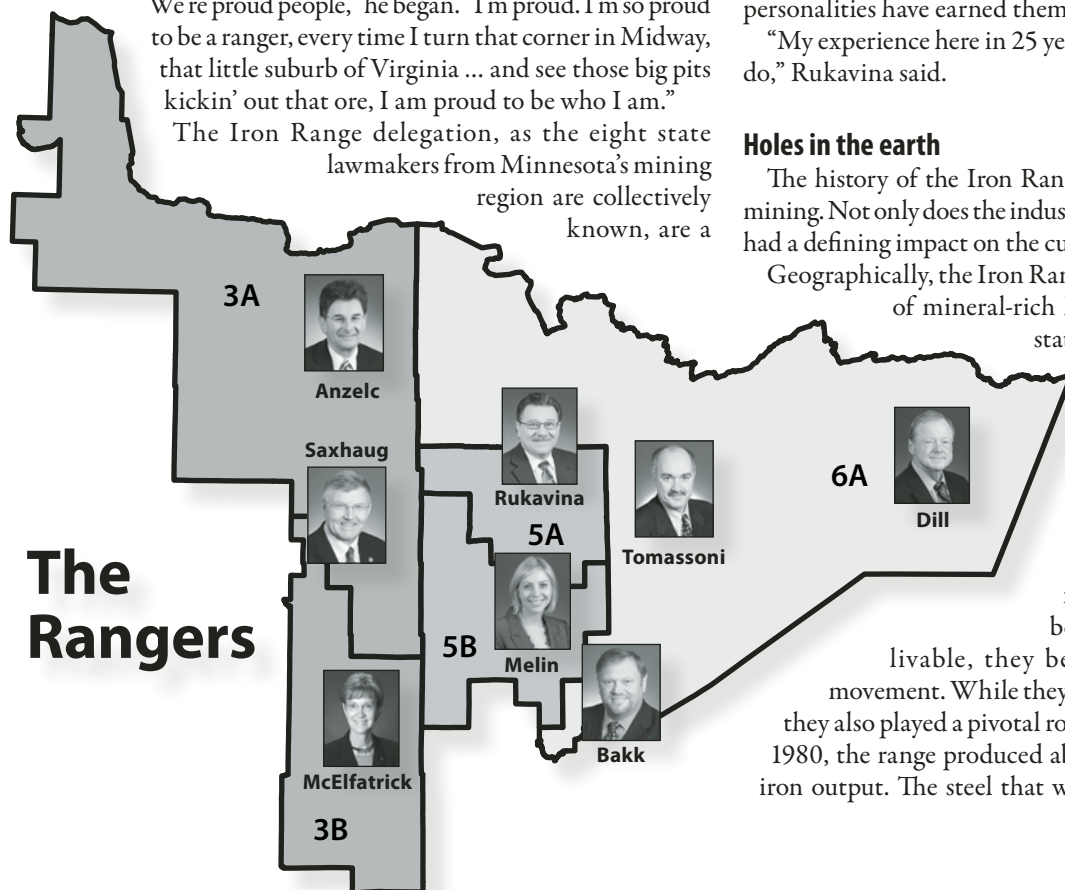 We're proud people," he began. "I'm proud. I'm so proud
to be a ranger, every time I turn that corner in Midway,
that little suburb of Virginia ... and see those big pits
kickin' out that ore, I am proud to be who I am."
The Iron Range delegation, as the eight state
lawmakers from Minnesota's mining
region are collectively
known, are a
personalities have earned them
"My experience here in 25 ye
do," Rukavina said.
Holes in the earth
The history of the Iron Ran
mining. Not only does the indus
had a defining impact on the cu
Geographically, the Iron Ran
of mineral-rich
stat
be
livable, they be
movement. While they
they also played a pivotal ro
1980, the range produced ab
iron output. The steel that w
The
Rangers
3A
Anzelc
Saxhaug
Rukavina
5A
Tomassoni
6A
Dill
5B
Melin
Bakk
McElfatrick
3B